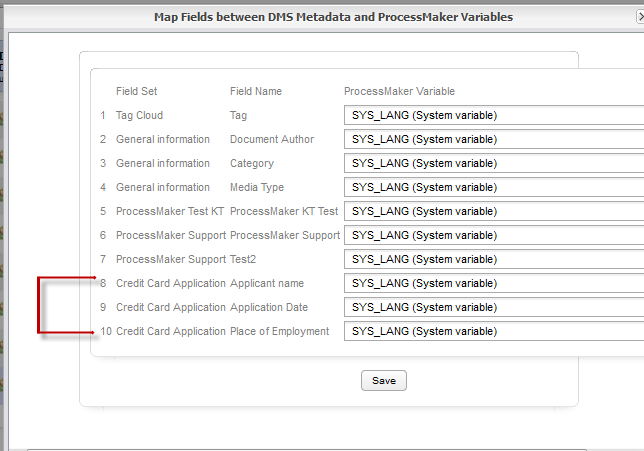 Map Fields between DMS Metadata and ProcessMaker Variables
Field Set Field Name ProcessMaker Variable
1 Tag Cloud Tag SYS_LANG (System variable)
2 General information Document Author SYS_LANG (System variable)
3 General information Category SYS_LANG (System variable)
4 General information Media Type SYS_LANG (System variable)
5 ProcessMaker Test KT ProcessMaker KT Test SYS_LANG (System variable)
6 ProcessMaker Support ProcessMaker Support SYS_LANG (System variable)
7 ProcessMaker Support Test2 SYS_LANG (System variable)
8 Credit Card Application Applicant name SYS_LANG (System variable)
9 Credit Card Application Application Date SYS_LANG (System variable)
10 Credit Card Application Place of Employment SYS_LANG (System variable)
Save